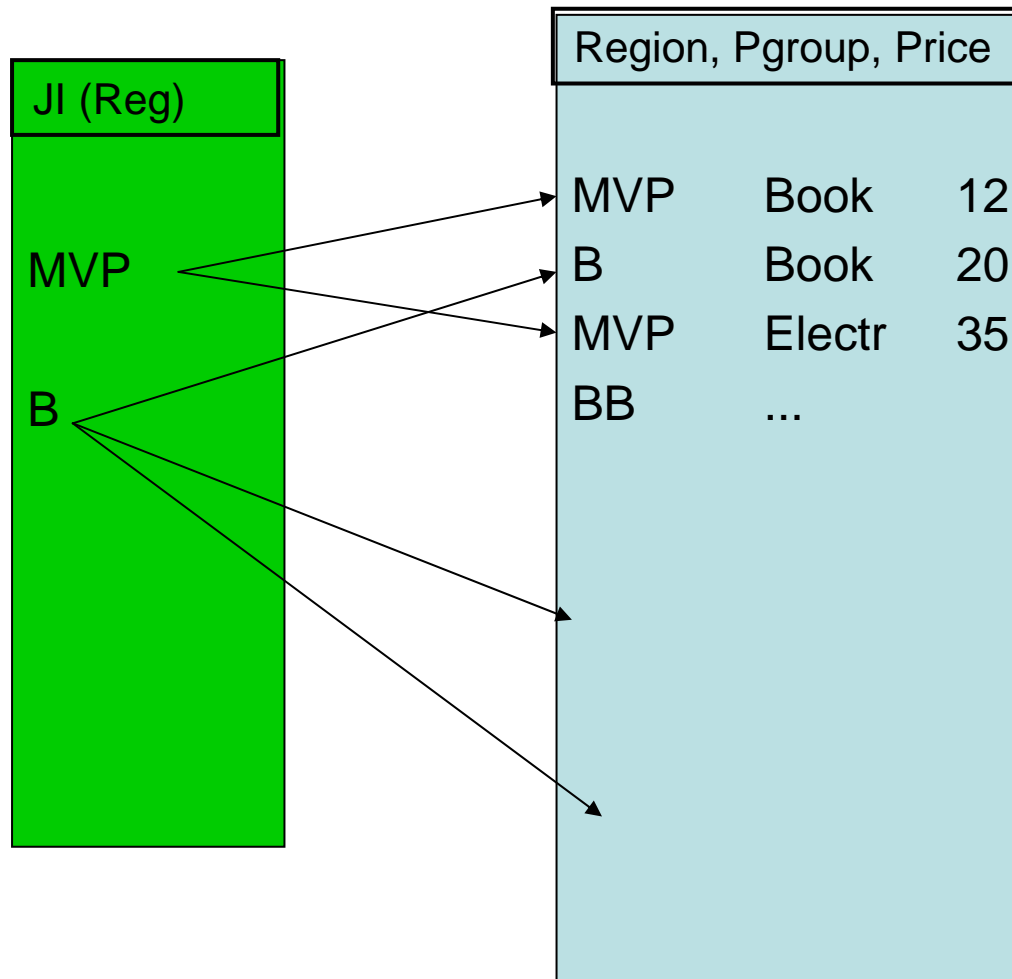 JI (Reg)
MVP
B
Region, Pgroup, Price
MVP Book 12
B Book 20
MVP Electr 35
BB ...